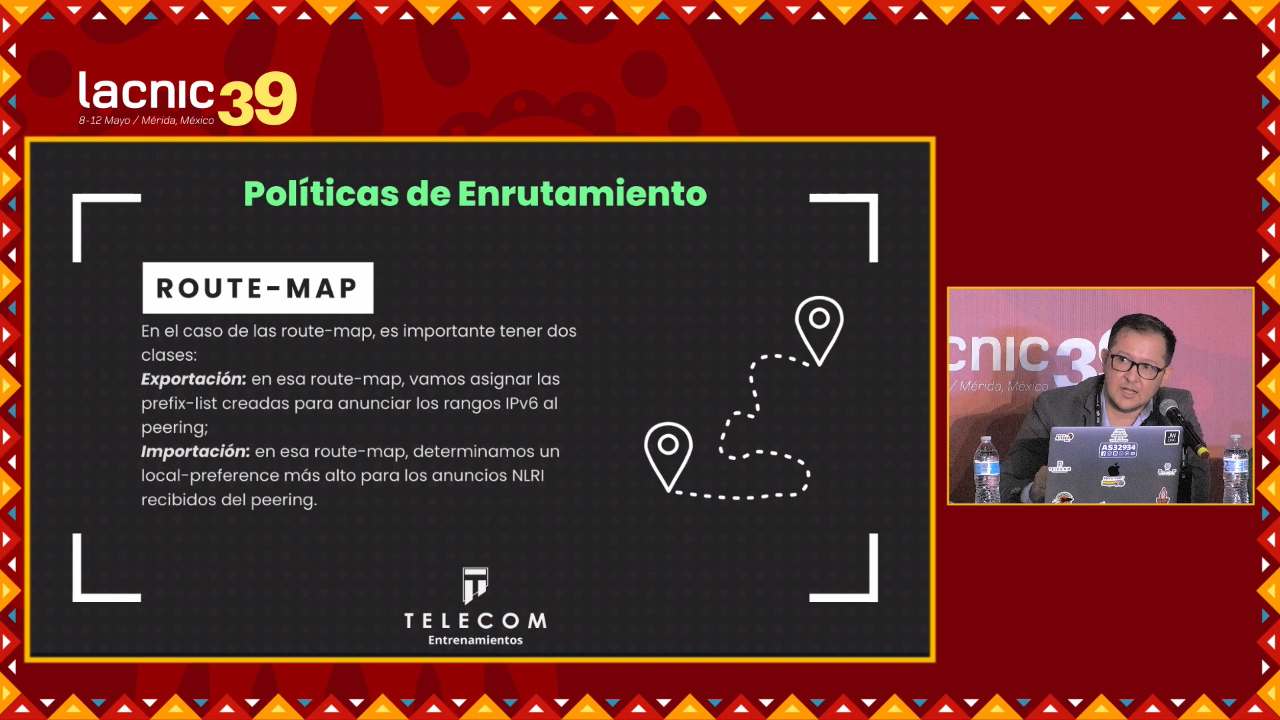 lacnic39
8-12 Mayo / Mérida, México
Políticas de Enrutamiento
ROUTE-MAP
En el caso de las route-map, es importante tener dos
clases:
Exportación: en esa route-map, vamos asignar las
prefix-list creadas para anunciar los rangos IPv6 al
peering;
Importación: en esa route-map, determinamos un
local-preference más alto para los anuncios NLRI
recibidos del peering.
TELECOM
Entrenamientos
cnic39
/ Mérida, México
AS32934